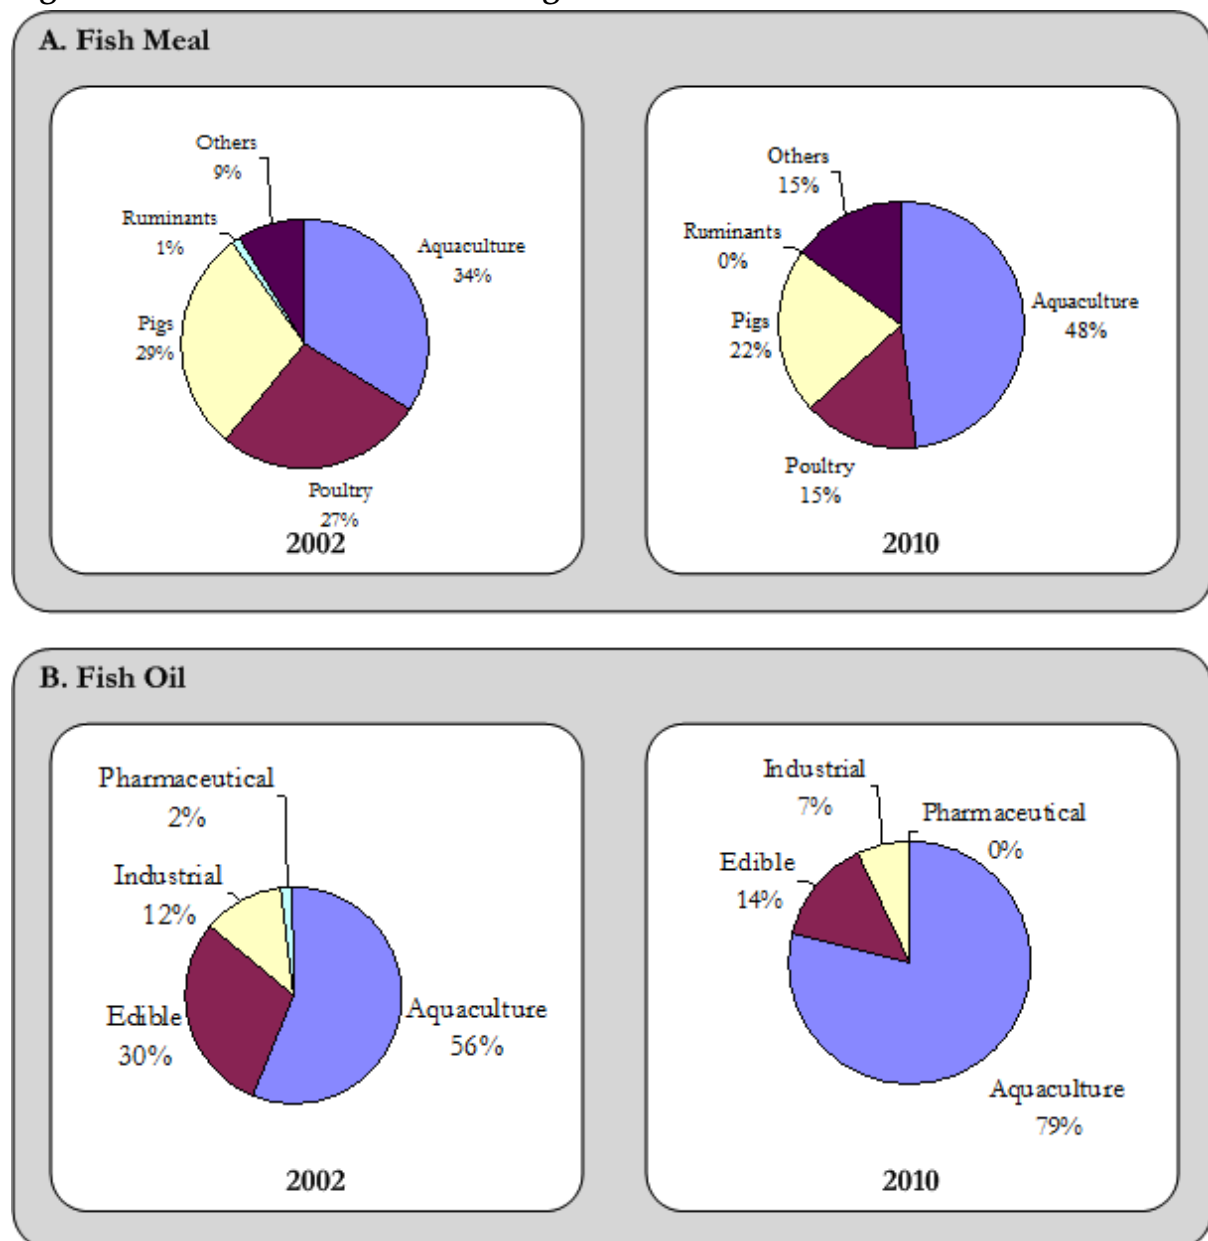 A. Fish Meal
Others
9%
Ruminants
1%
Pigs
29%
Aquaculture
34%
Poultry
27%
2002
Others
15%
Ruminants
0%
Pigs
22%
Aquaculture
48%
Poultry
15%
2010
B. Fish Oil
Pharmaceutical
2%
Industrial
12%
Edible
30%
Aquaculture
56%
2002
Industrial
7%
Pharmaceutical
0%
Edible
14%
Aquaculture
79%
2010